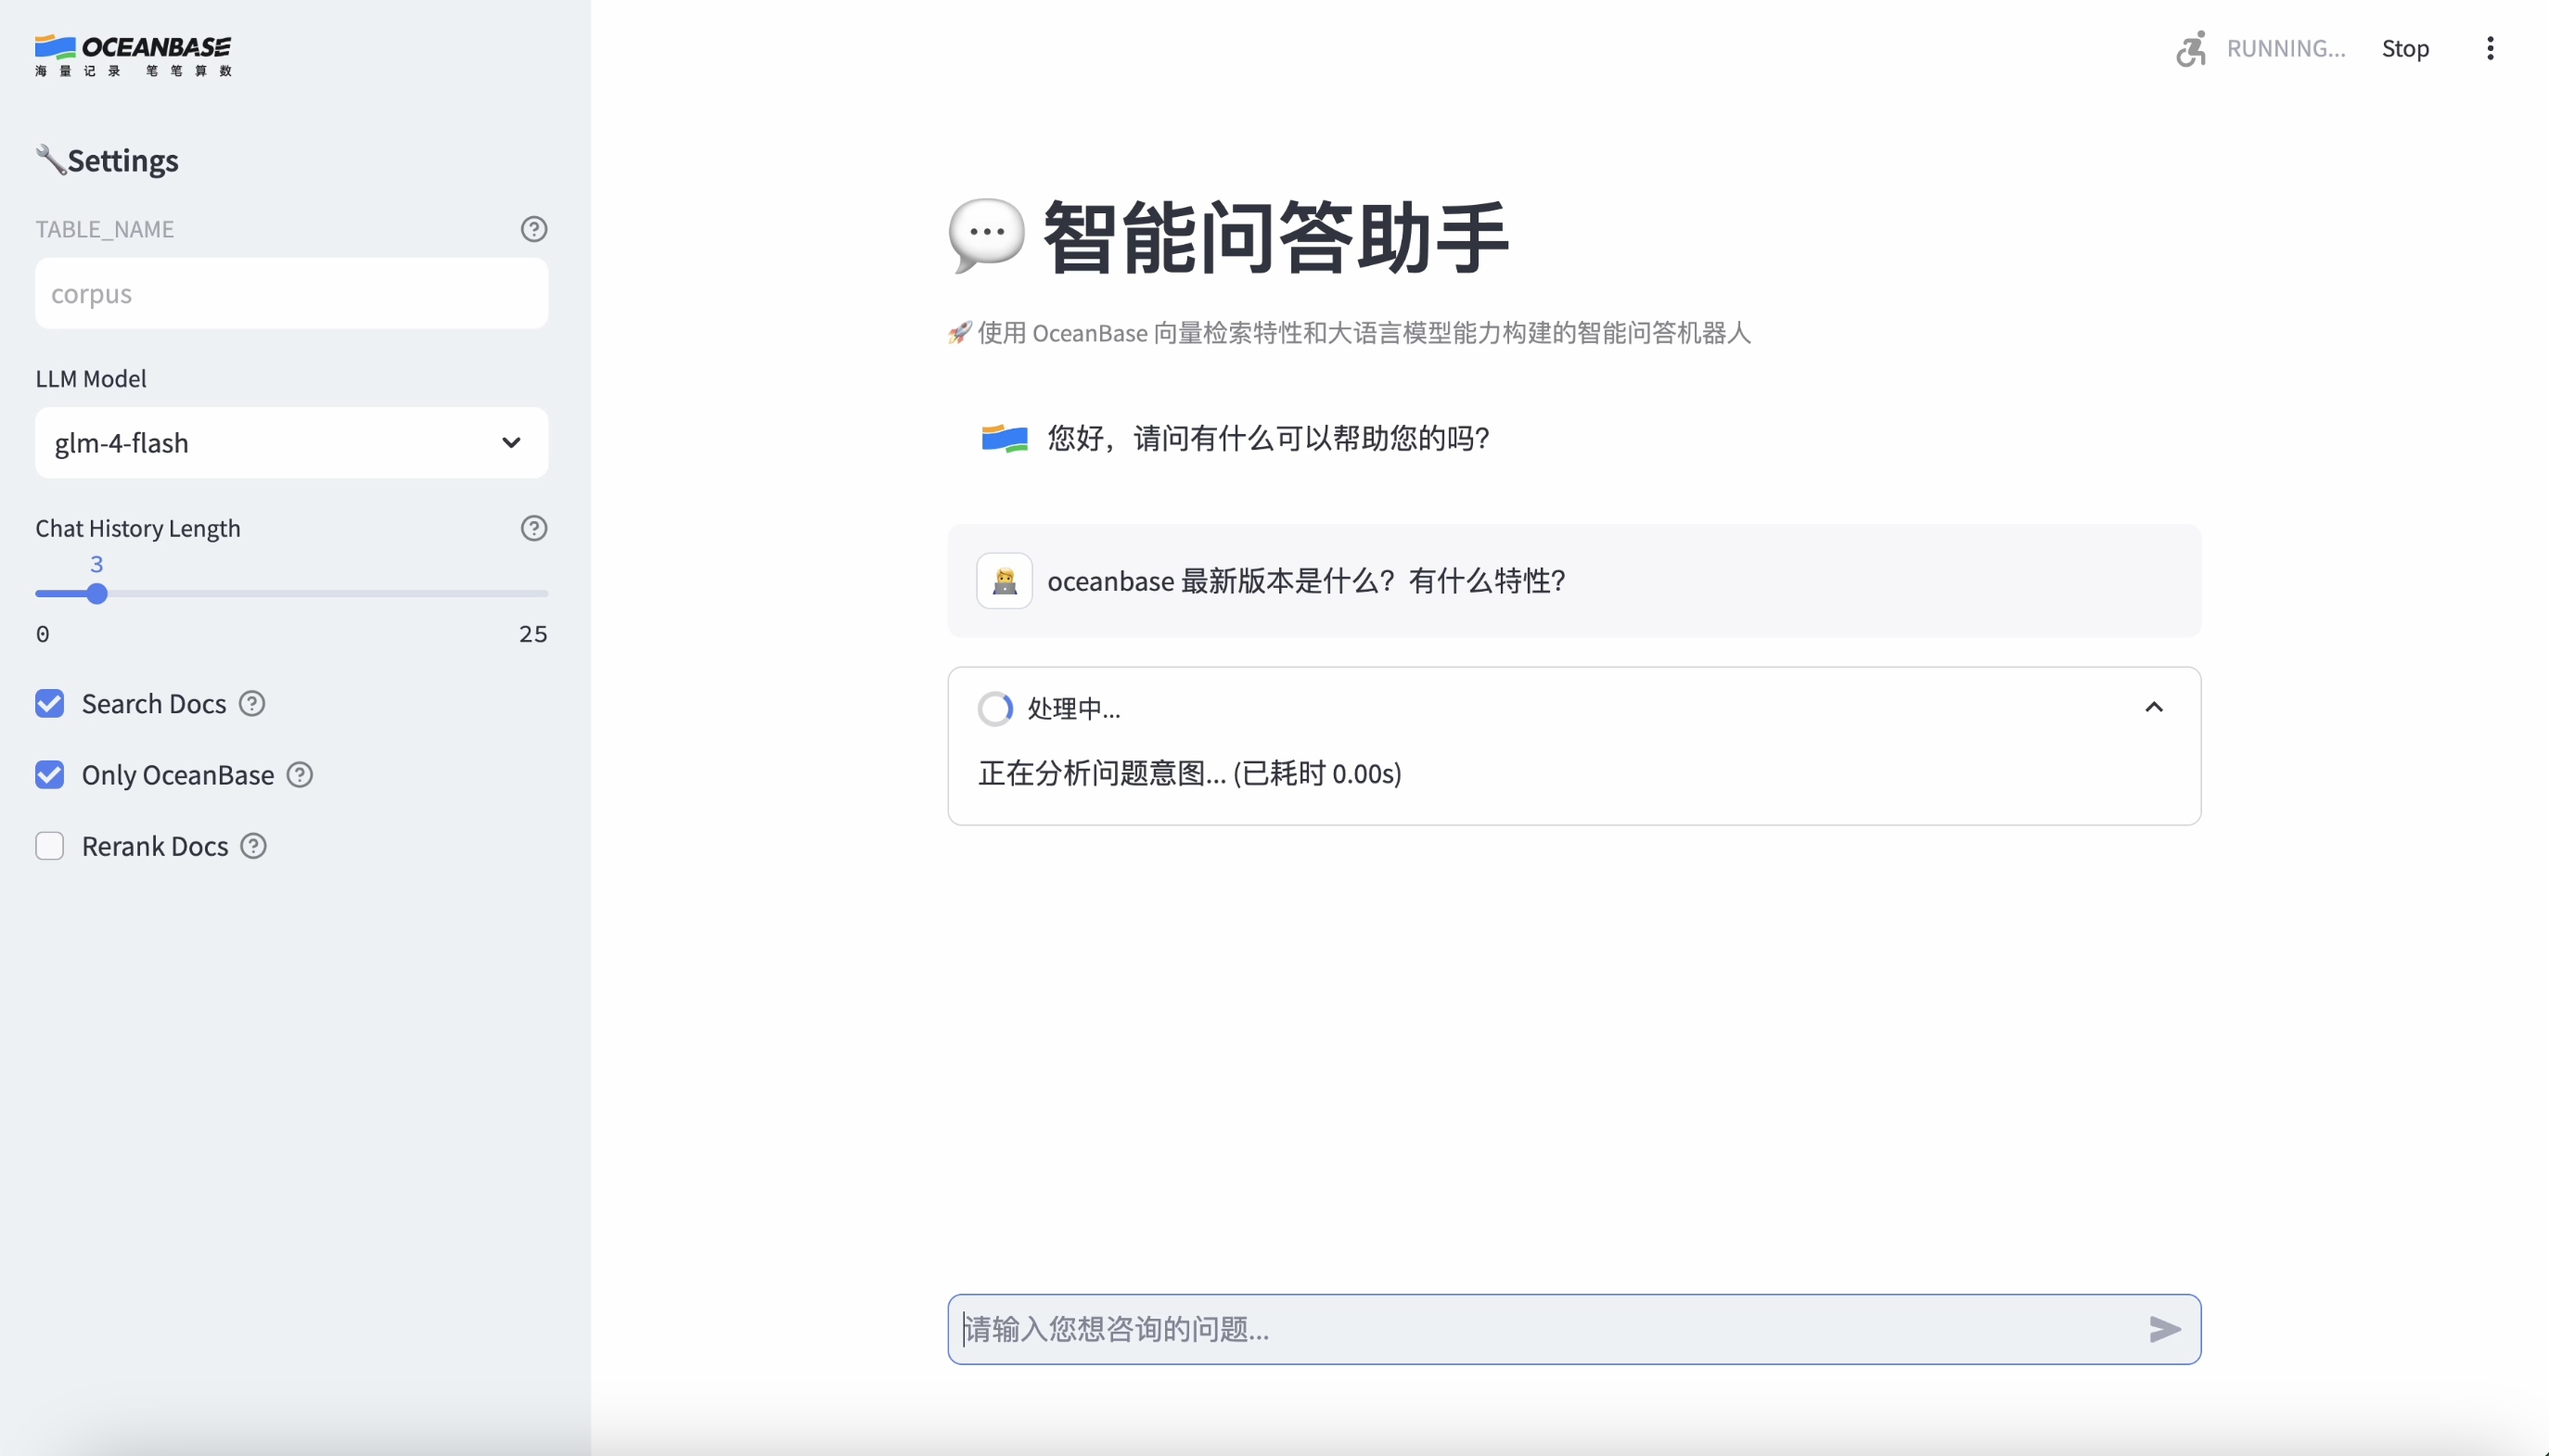 OCEANBASE
海量记录 笔笔算数
Settings
TABLE_NAME
corpus
LLM Model
glm-4-flash
Chat History Length
3
0 25
Search Docs
Only OceanBase
Rerank Docs
RUNNING... Stop
智能问答助手
使用 OceanBase 向量检索特性和大语言模型能力构建的智能问答机器人
您好，请问有什么可以帮助您的吗？
oceanbase 最新版本是什么？有什么特性？
处理中...
正在分析问题意图... (已耗时 0.00s)
请输入您想咨询的问题...